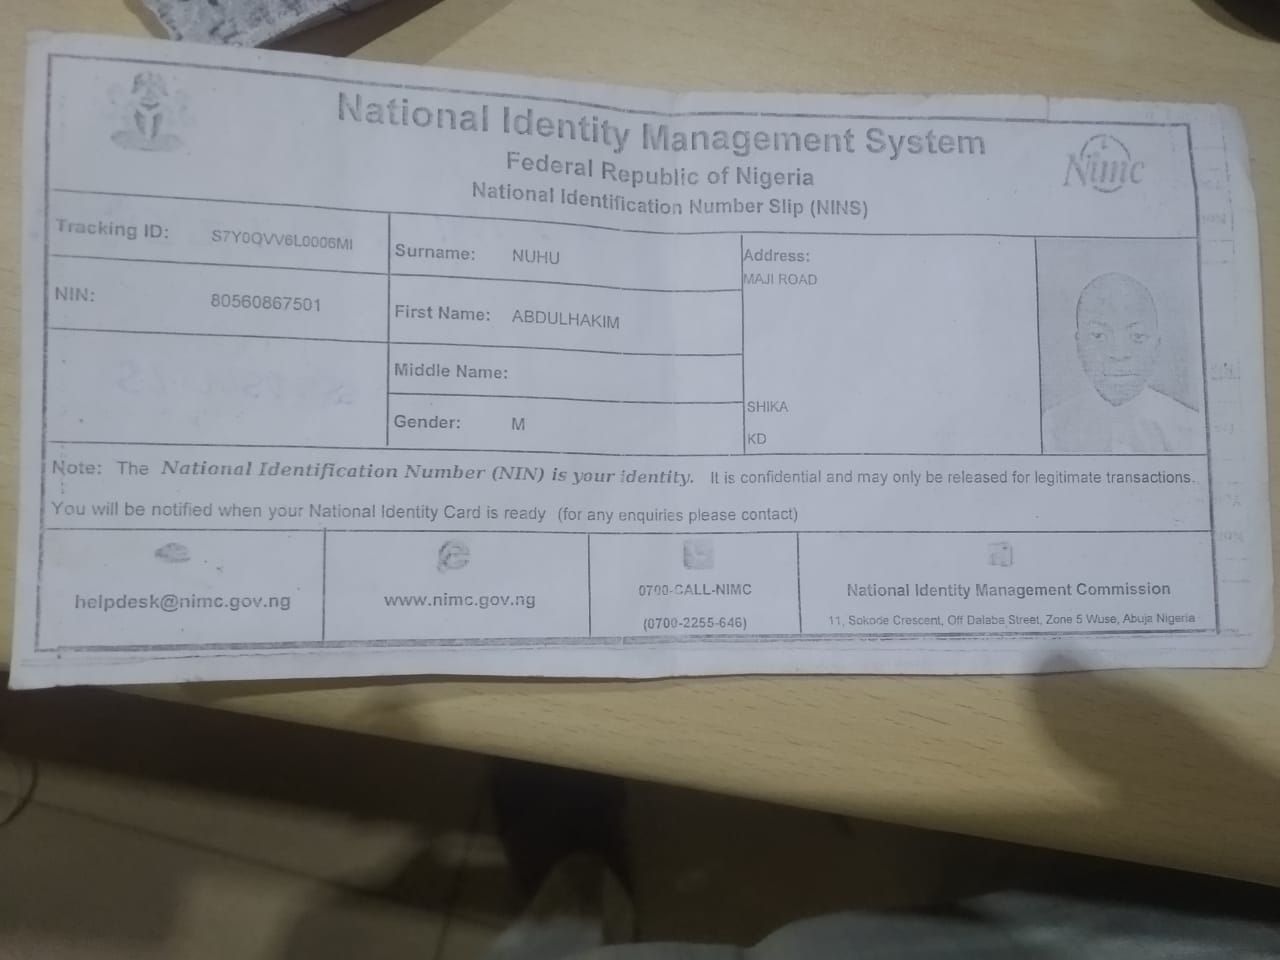 National Identity Management System
Federal Republic of Nigeria
National Identification Number Slip (NINS)
Nimc
Tracking ID: S7Y0QVV6L0006MI
NIN: 80560867501
Surname: NUHU
First Name: ABDULHAKIM
Middle Name:
Gender: M
Address:
MAJI ROAD
SHIKA
KD
Note: The National Identification Number (NIN) is your identity. It is confidential and may only be released for legitimate transactions.
You will be notified when your National Identity Card is ready (for any enquiries please contact)
helpdesk@nimc.gov.ng
www.nimc.gov.ng
0700-CALL-NIMC
(0700-2255-646)
National Identity Management Commission
11, Sokode Crescent, Off Dalaba Street, Zone 5 Wuse, Abuja Nigeria